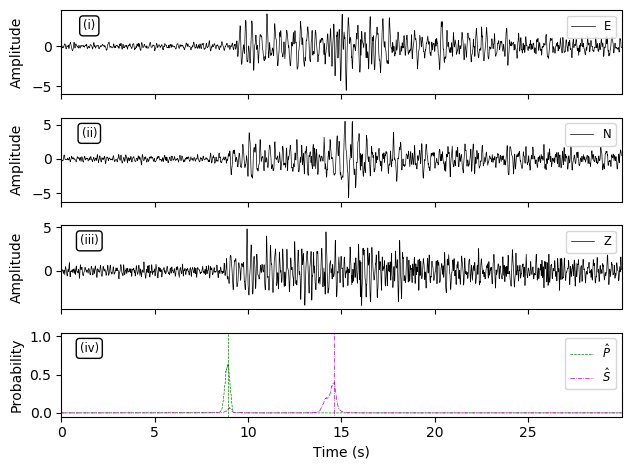 (i)
E
Amplitude
0
−5
(ii)
N
Amplitude
5
0
−5
(iii)
Z
Amplitude
5
0
(iv)
P̂
Ŝ
Probability
1.0
0.5
0.0
0 5 10 15 20 25
Time (s)